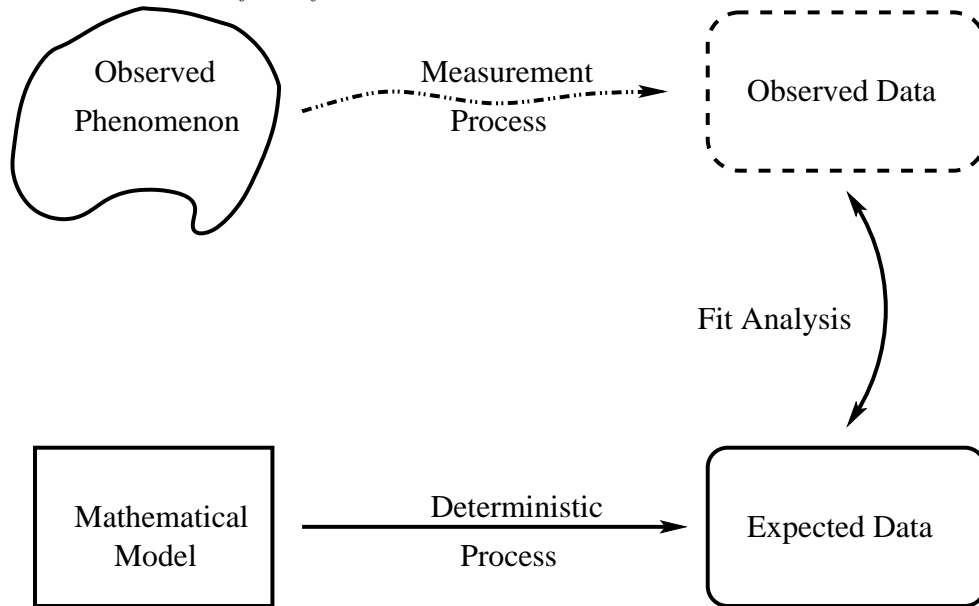 Observed
Phenomenon
Measurement
Process
Observed Data
Fit Analysis
Mathematical
Model
Deterministic
Process
Expected Data